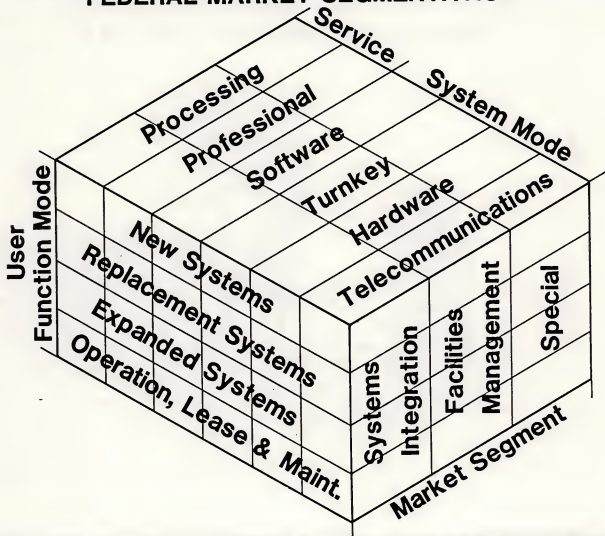 Service
System Mode
Processing
Professional
Software
Turnkey
Hardware
Telecommunications
User
Function Mode
New Systems
Replacement Systems
Expanded Systems
Operation, Lease & Maint.
Systems
Integration
Facilities
Management
Special
Market Segment